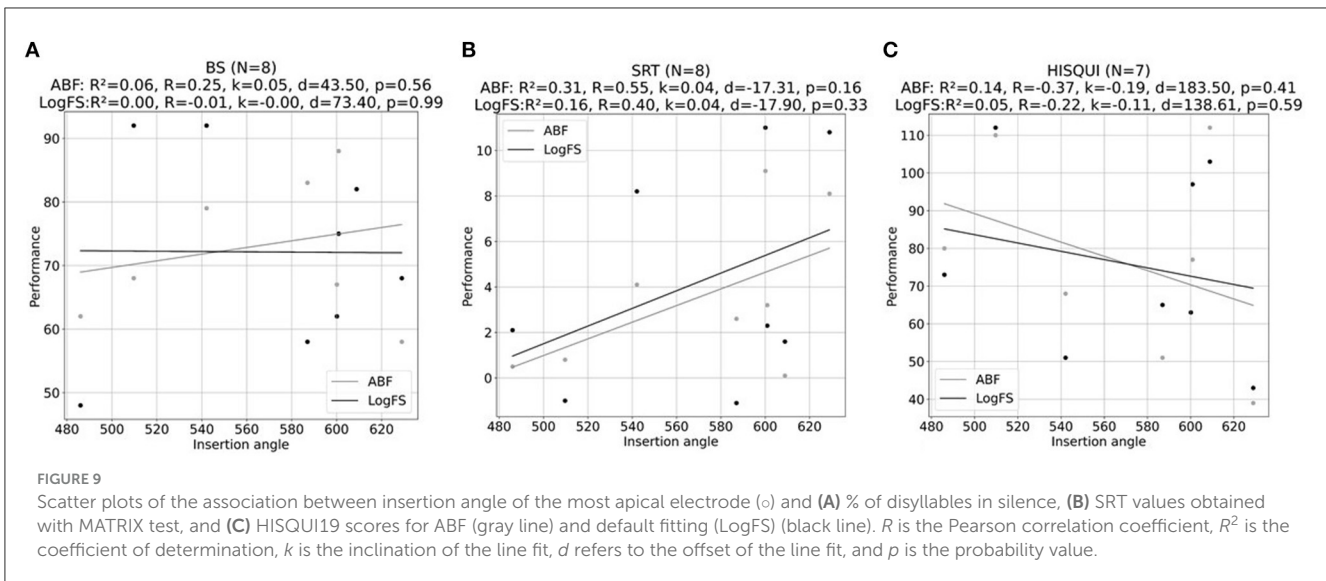 A
BS (N=8)
ABF: R²=0.06, R=0.25, k=0.05, d=43.50, p=0.56
LogFS:R²=0.00, R=-0.01, k=-0.00, d=73.40, p=0.99
90
80
70
60
50
Performance
ABF
LogFS
480 500 520 540 560 580 600 620
Insertion angle
B
SRT (N=8)
ABF: R²=0.31, R=0.55, k=0.04, d=-17.31, p=0.16
LogFS:R²=0.16, R=0.40, k=0.04, d=-17.90, p=0.33
10
8
6
4
2
0
Performance
ABF
LogFS
480 500 520 540 560 580 600 620
Insertion angle
C
HISQUI (N=7)
ABF: R²=0.14, R=-0.37, k=-0.19, d=183.50, p=0.41
LogFS:R²=0.05, R=-0.22, k=-0.11, d=138.61, p=0.59
110
100
90
80
70
60
50
40
Performance
ABF
LogFS
480 500 520 540 560 580 600 620
Insertion angle
FIGURE 9
Scatter plots of the association between insertion angle of the most apical electrode (○) and (A) % of disyllables in silence, (B) SRT values obtained
with MATRIX test, and (C) HISQUI19 scores for ABF (gray line) and default fitting (LogFS) (black line). R is the Pearson correlation coefficient, R² is the
coefficient of determination, k is the inclination of the line fit, d refers to the offset of the line fit, and p is the probability value.